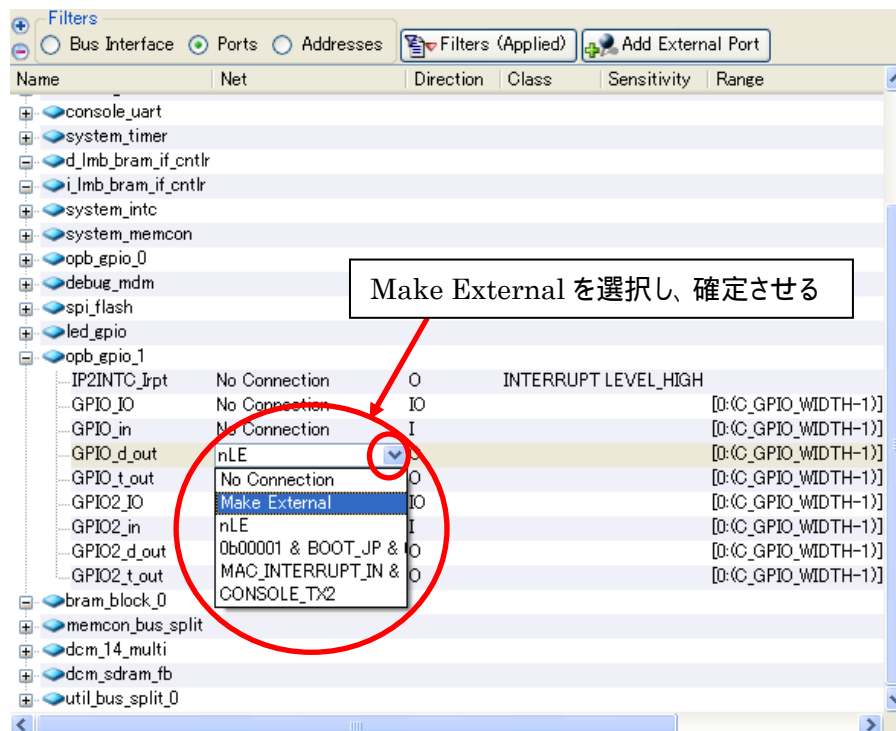 Filters
Bus Interface Ports Addresses Filters (Applied) Add External Port
Name Net Direction Class Sensitivity Range
console_uart
system_timer
d_lmb_bram_if_cntlr
i_lmb_bram_if_cntlr
system_intc
system_memcon
opb_gpio_0
debug_mdm
Make External を選択し、確定させる
spi_flash
led_gpio
opb_gpio_1
IP2INTC_Irpt No Connection O INTERRUPT LEVEL_HIGH
GPIO_IO No Connection IO [0:(C_GPIO_WIDTH-1)]
GPIO_in No Connection I [0:(C_GPIO_WIDTH-1)]
GPIO_d_out nLE O [0:(C_GPIO_WIDTH-1)]
GPIO_t_out No Connection O [0:(C_GPIO_WIDTH-1)]
GPIO2_IO Make External IO [0:(C_GPIO_WIDTH-1)]
GPIO2_in nLE I [0:(C_GPIO_WIDTH-1)]
GPIO2_d_out 0b00001 & BOOT_JP & O [0:(C_GPIO_WIDTH-1)]
GPIO2_t_out MAC_INTERRUPT_IN & O [0:(C_GPIO_WIDTH-1)]
CONSOLE_TX2
bram_block_0
memcon_bus_split
dcm_14_multi
dcm_sdram_fb
util_bus_split_0